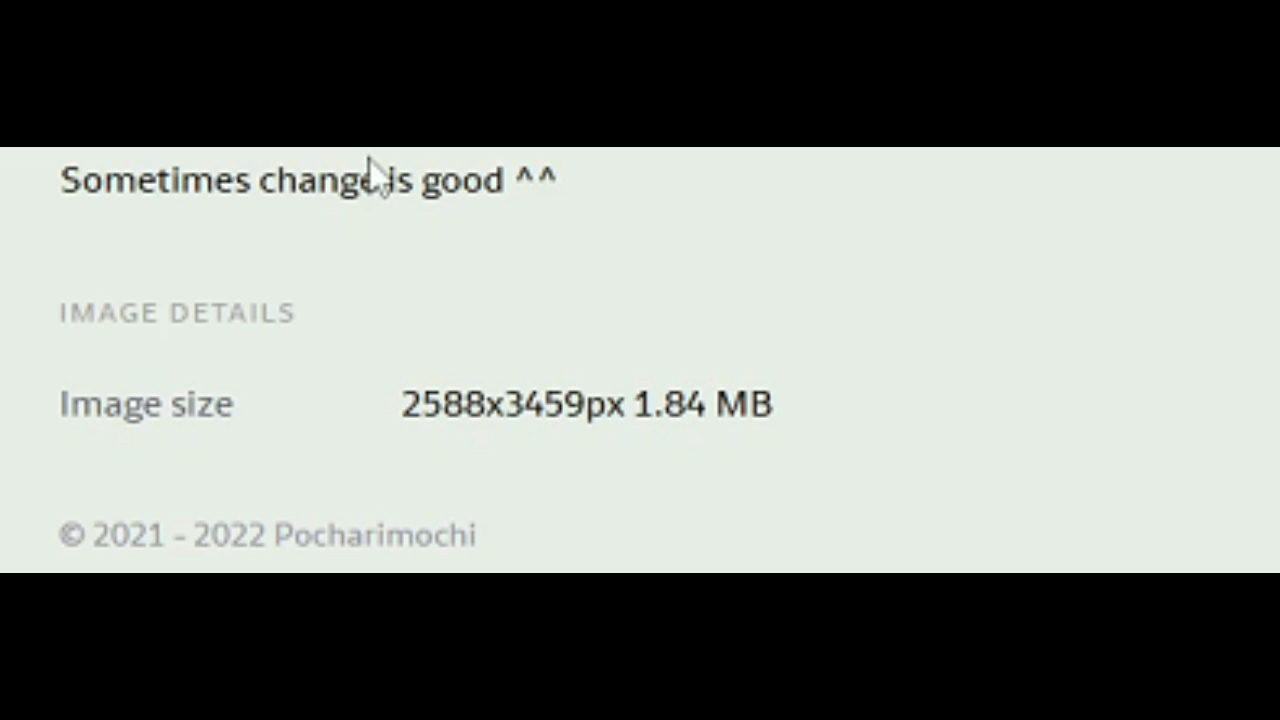 Sometimes change is good ^^
IMAGE DETAILS
Image size 2588x3459px 1.84 MB
© 2021 - 2022 Pocharimochi